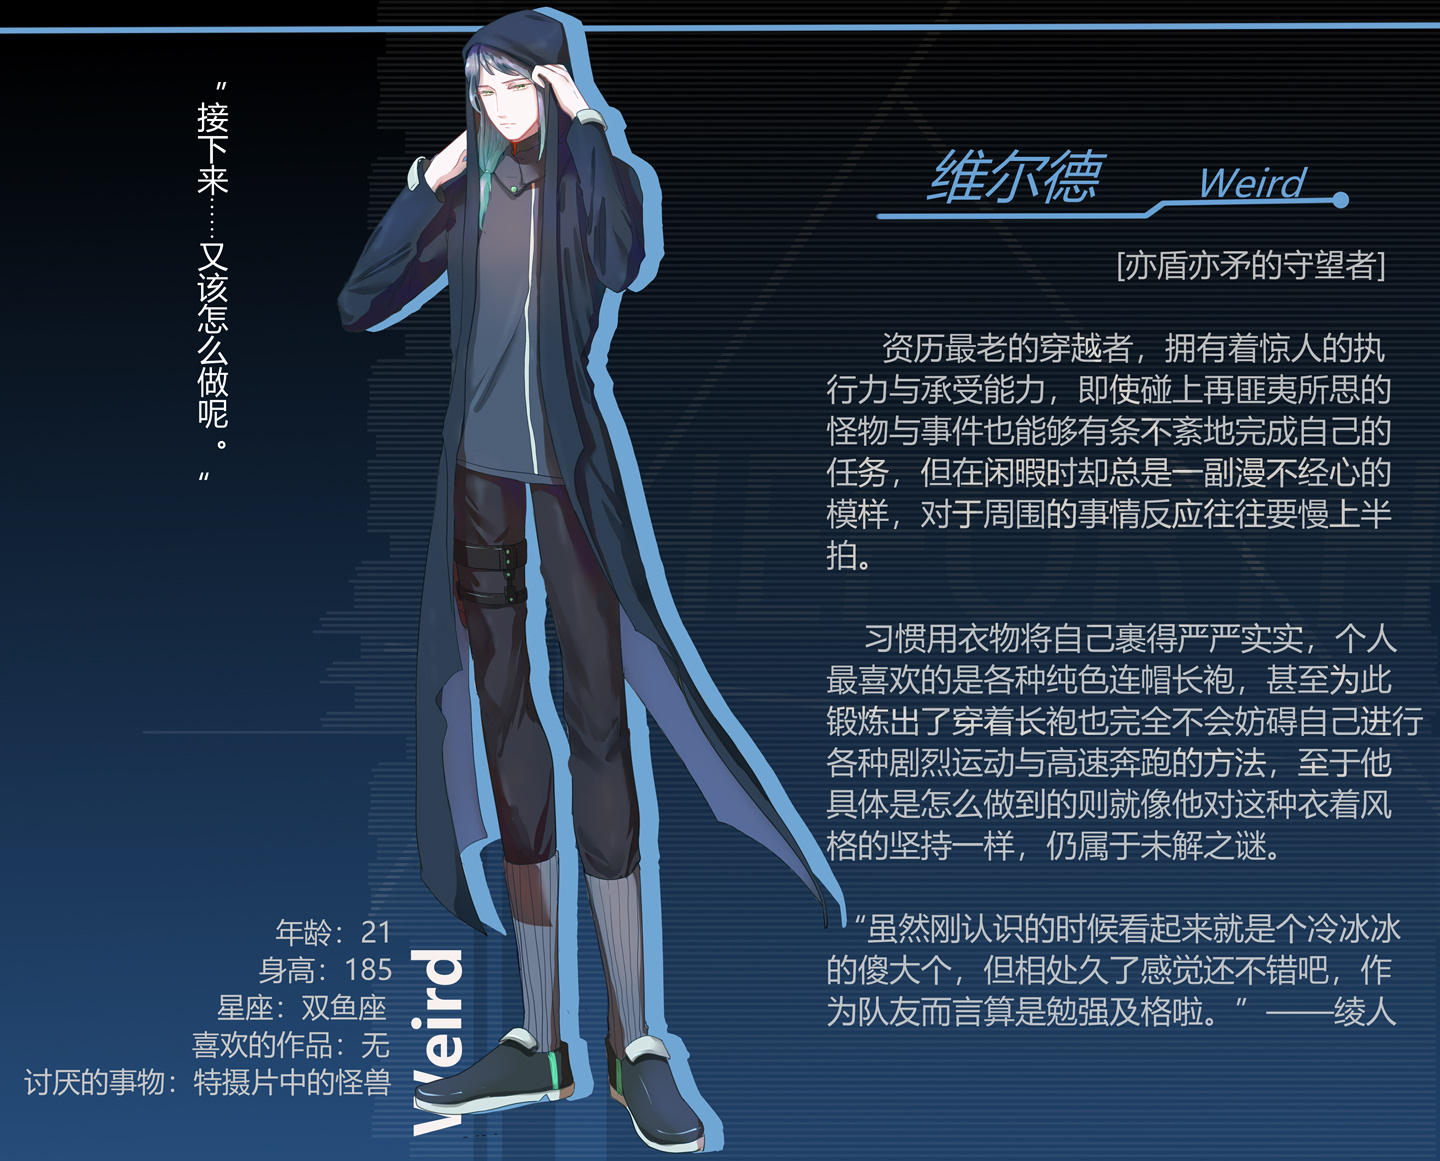 “接下来……又该怎么做呢。”
维尔德
Weird
[亦盾亦矛的守望者]
资历最老的穿越者，拥有着惊人的执
行力与承受能力，即使碰上再匪夷所思的
怪物与事件也能够有条不紊地完成自己的
任务，但在闲暇时却总是一副漫不经心的
模样，对于周围的事情反应往往要慢上半
拍。
习惯用衣物将自己裹得严严实实，个人
最喜欢的是各种纯色连帽长袍，甚至为此
锻炼出了穿着长袍也完全不会妨碍自己进行
各种剧烈运动与高速奔跑的方法，至于他
具体是怎么做到的则就像他对这种衣着风
格的坚持一样，仍属于未解之谜。
“虽然刚认识的时候看起来就是个冷冰冰
的傻大个，但相处久了感觉还不错吧，作
为队友而言算是勉强及格啦。”——绫人
年龄：21
身高：185
星座：双鱼座
喜欢的作品：无
讨厌的事物：特摄片中的怪兽
Weird